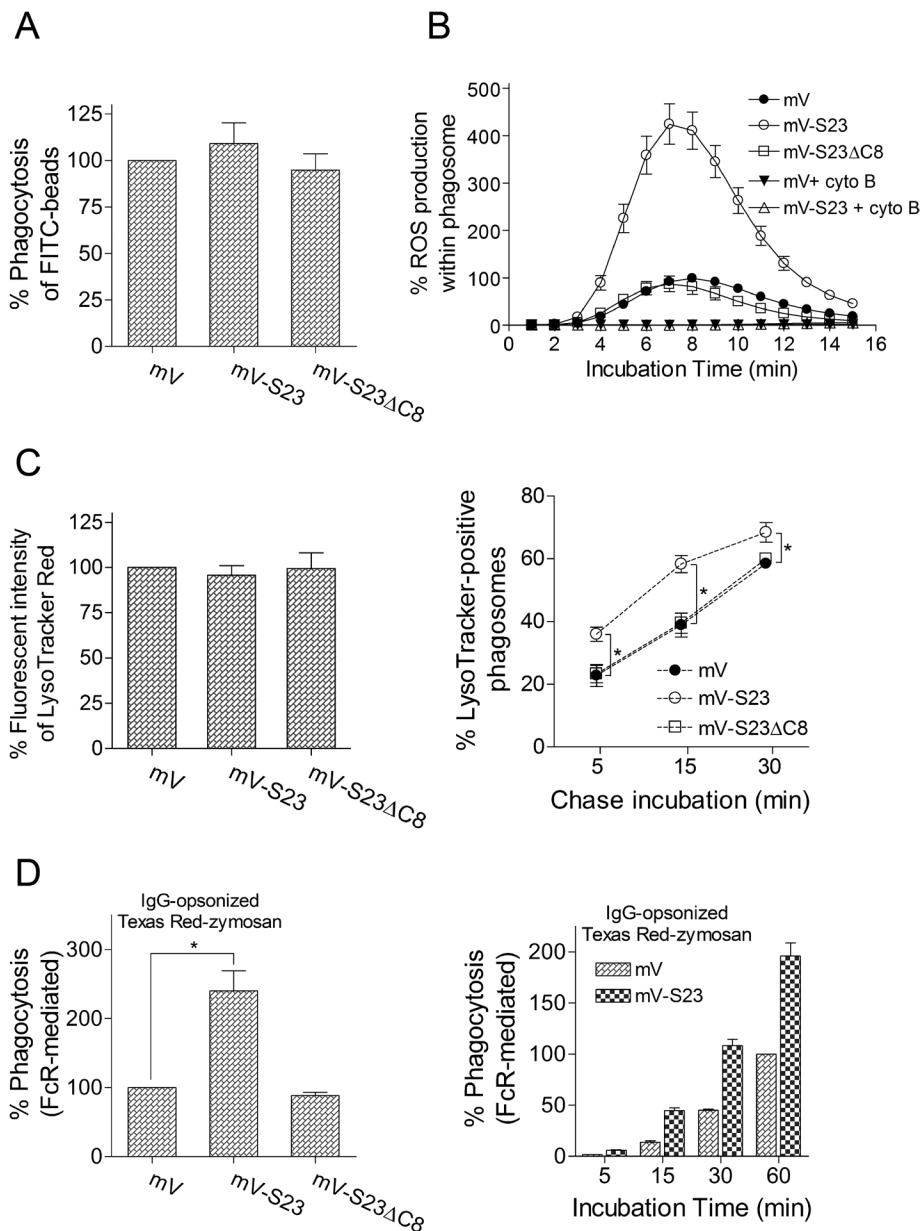 A
% Phagocytosis
of FITC-beads
125
100
75
50
25
0
mV
mV-S23
mV-S23ΔC8
B
% ROS production
within phagosome
500
400
300
200
100
0
0 2 4 6 8 10 12 14 16
Incubation Time (min)
mV
mV-S23
mV-S23ΔC8
mV+ cyto B
mV-S23 + cyto B
C
% Fluorescent intensity
of LysoTracker Red
125
100
75
50
25
0
mV
mV-S23
mV-S23ΔC8
% LysoTracker-positive
phagosomes
80
60
40
20
0
*
*
*
mV
mV-S23
mV-S23ΔC8
5 15 30
Chase incubation (min)
D
IgG-opsonized
Texas Red-zymosan
% Phagocytosis
(FcR-mediated)
300
200
100
0
*
mV
mV-S23
mV-S23ΔC8
IgG-opsonized
Texas Red-zymosan
mV
mV-S23
% Phagocytosis
(FcR-mediated)
200
150
100
50
0
5 15 30 60
Incubation Time (min)